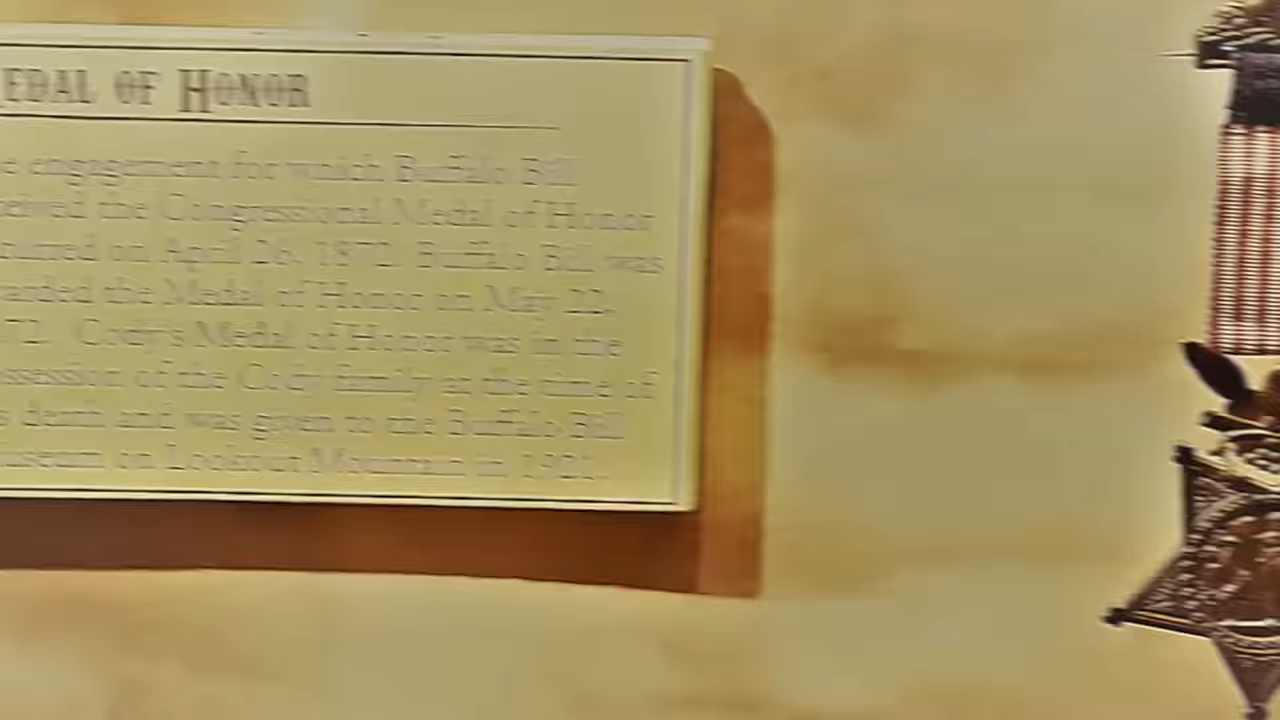 EDAL OF HONOR
e engagement for which Buffalo Bill
ceived the Congressional Medal of Honor
curred on April 26, 1872. Buffalo Bill was
arded the Medal of Honor on May 22,
72. Cody's Medal of Honor was in the
ssession of the Cody family at the time of
s death and was given to the Buffalo Bill
useum on Lookout Mountain in